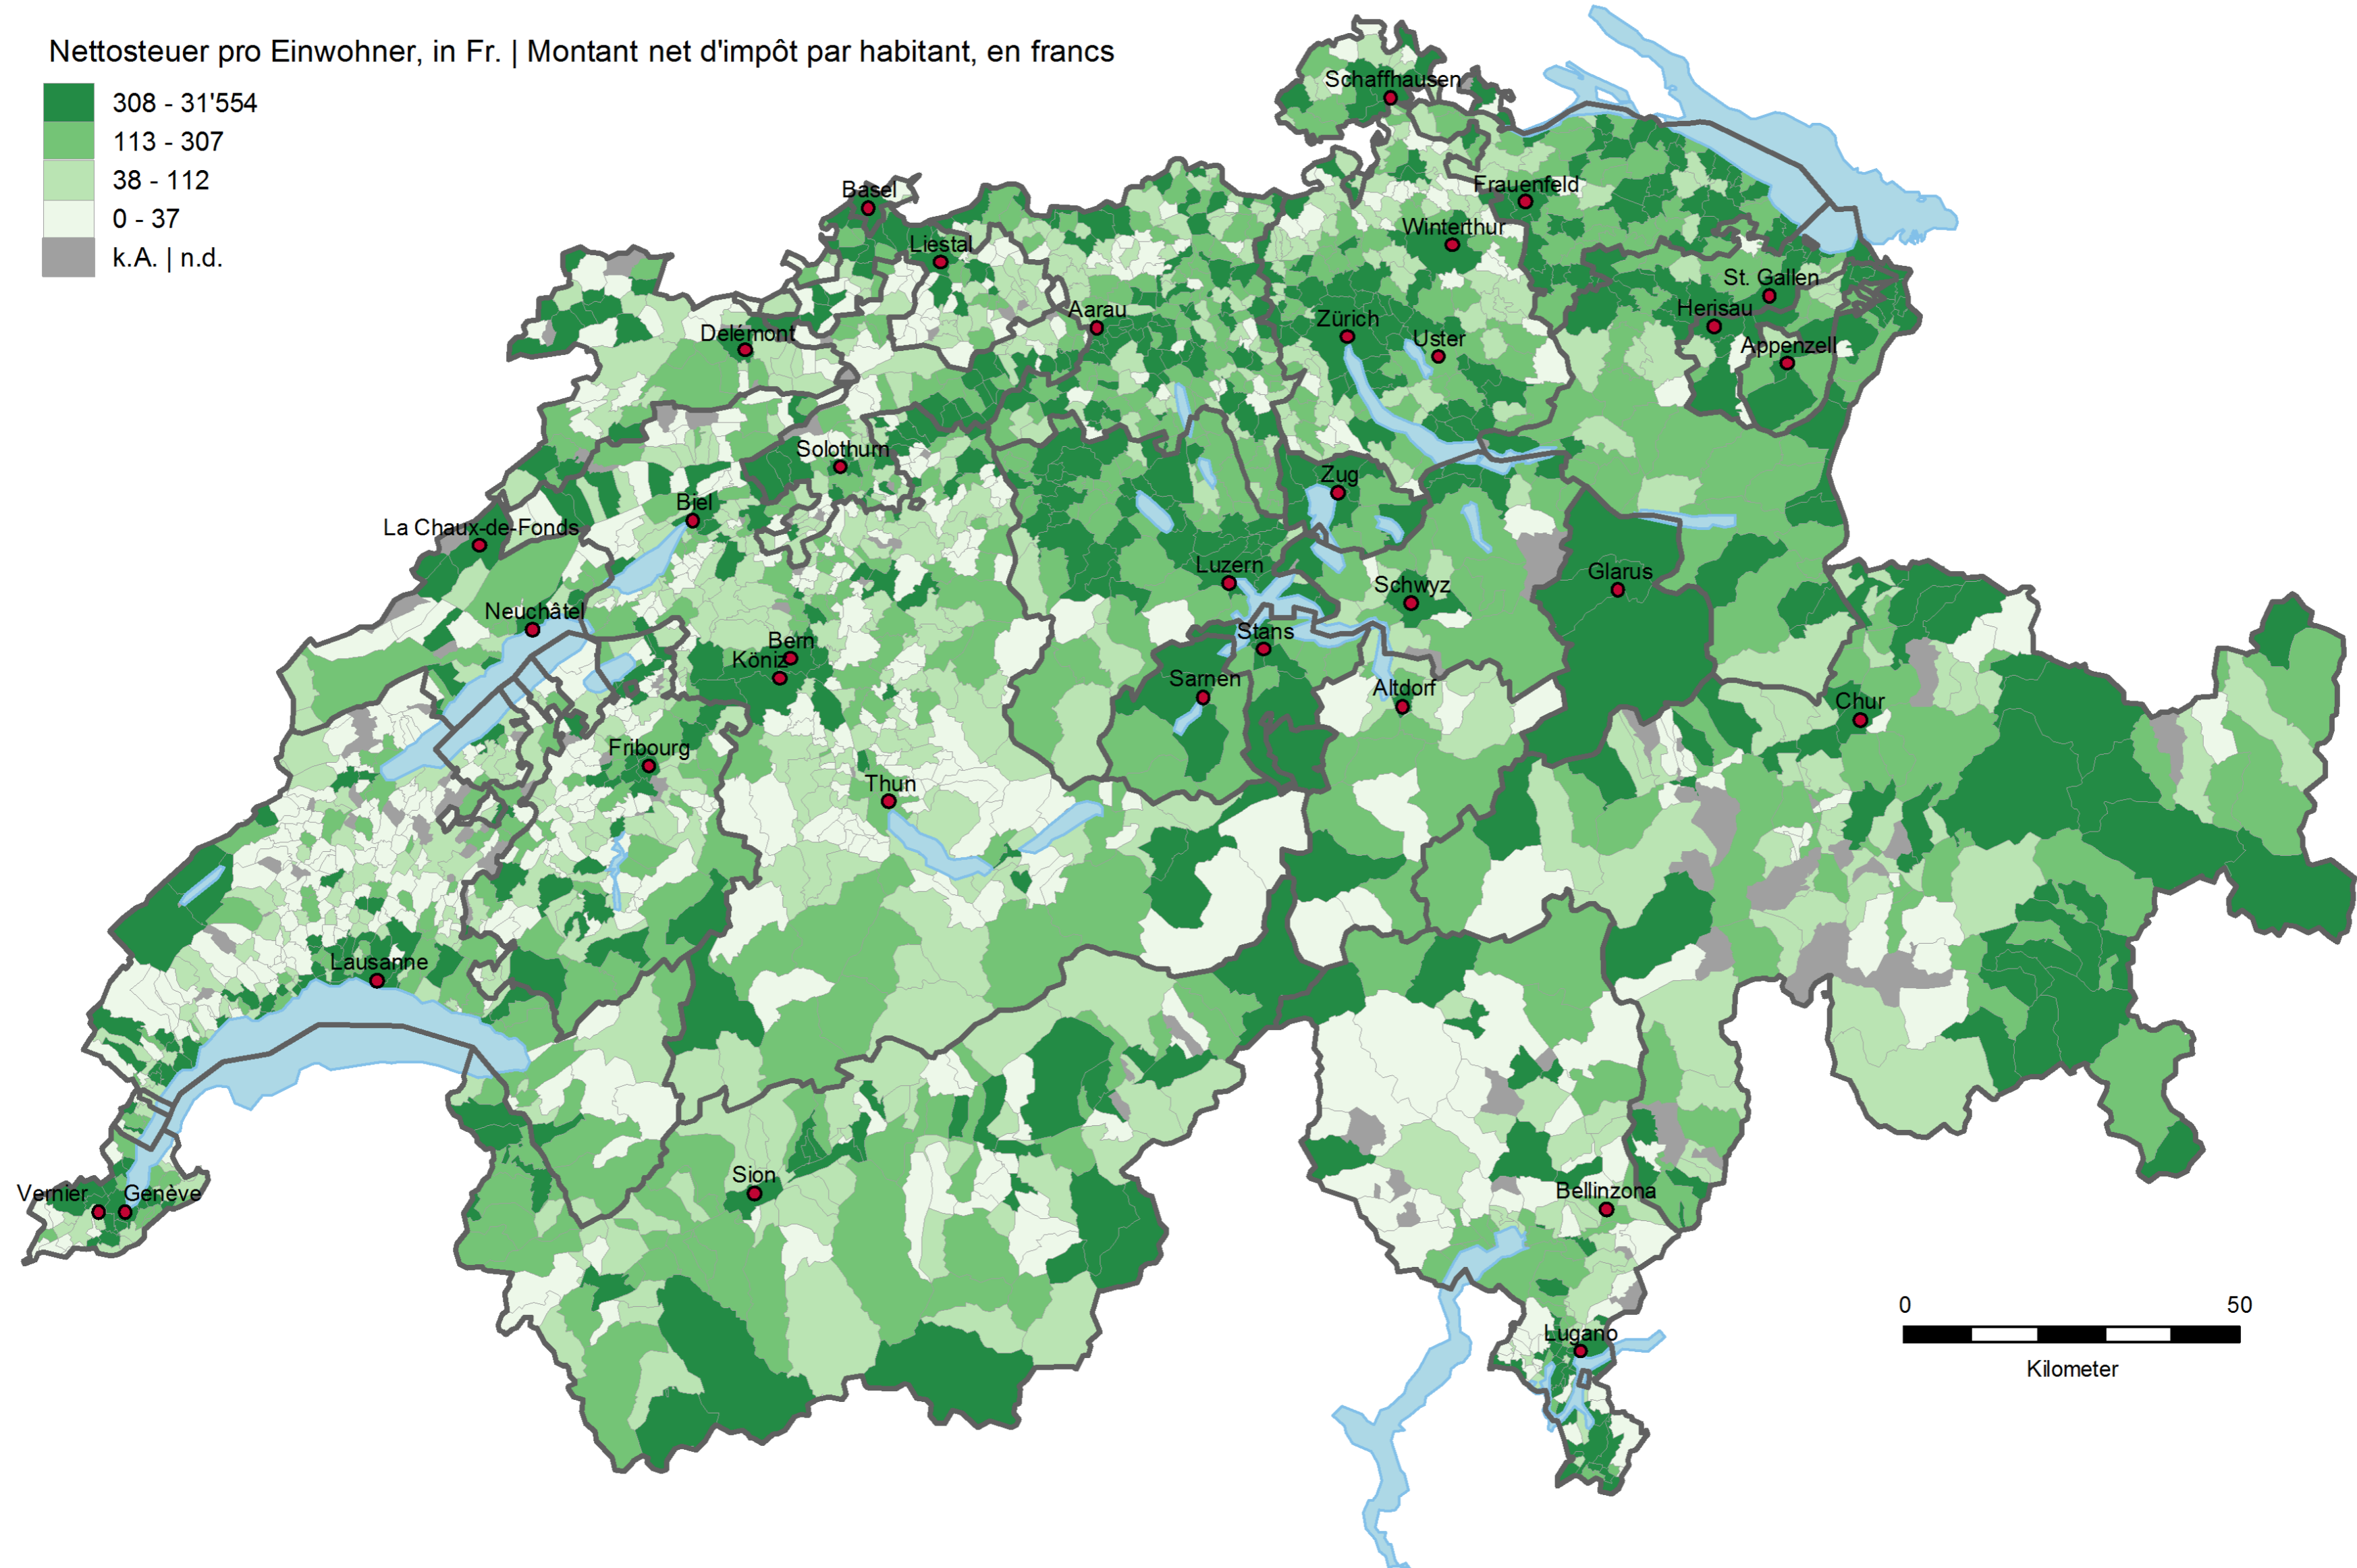 Nettosteuer pro Einwohner, in Fr. | Montant net d'impôt par habitant, en francs
308 - 31'554
113 - 307
38 - 112
0 - 37
k.A. | n.d.
Schaffhausen
Basel
Frauenfeld
Winterthur
Liestal
St. Gallen
Herisau
Aarau
Zürich
Uster
Delémont
Appenzell
Solothurn
Zug
Biel
La Chaux-de-Fonds
Luzern
Schwyz
Glarus
Neuchâtel
Stans
Bern
Köniz
Sarnen
Altdorf
Chur
Fribourg
Thun
Lausanne
Sion
Vernier
Genève
Bellinzona
Lugano
0 50
Kilometer